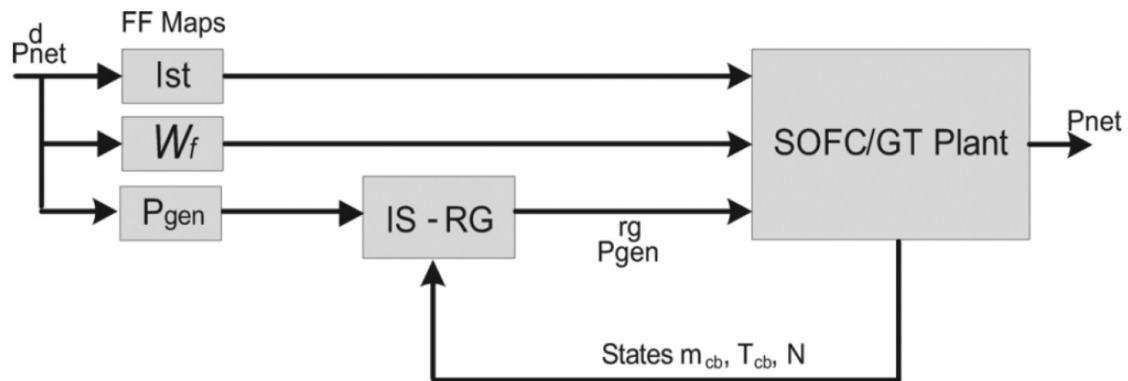 FF Maps
d
Pnet
Ist
Wf
SOFC/GT Plant
Pnet
Pgen
IS - RG
rg
Pgen
States mcb, Tcb, N